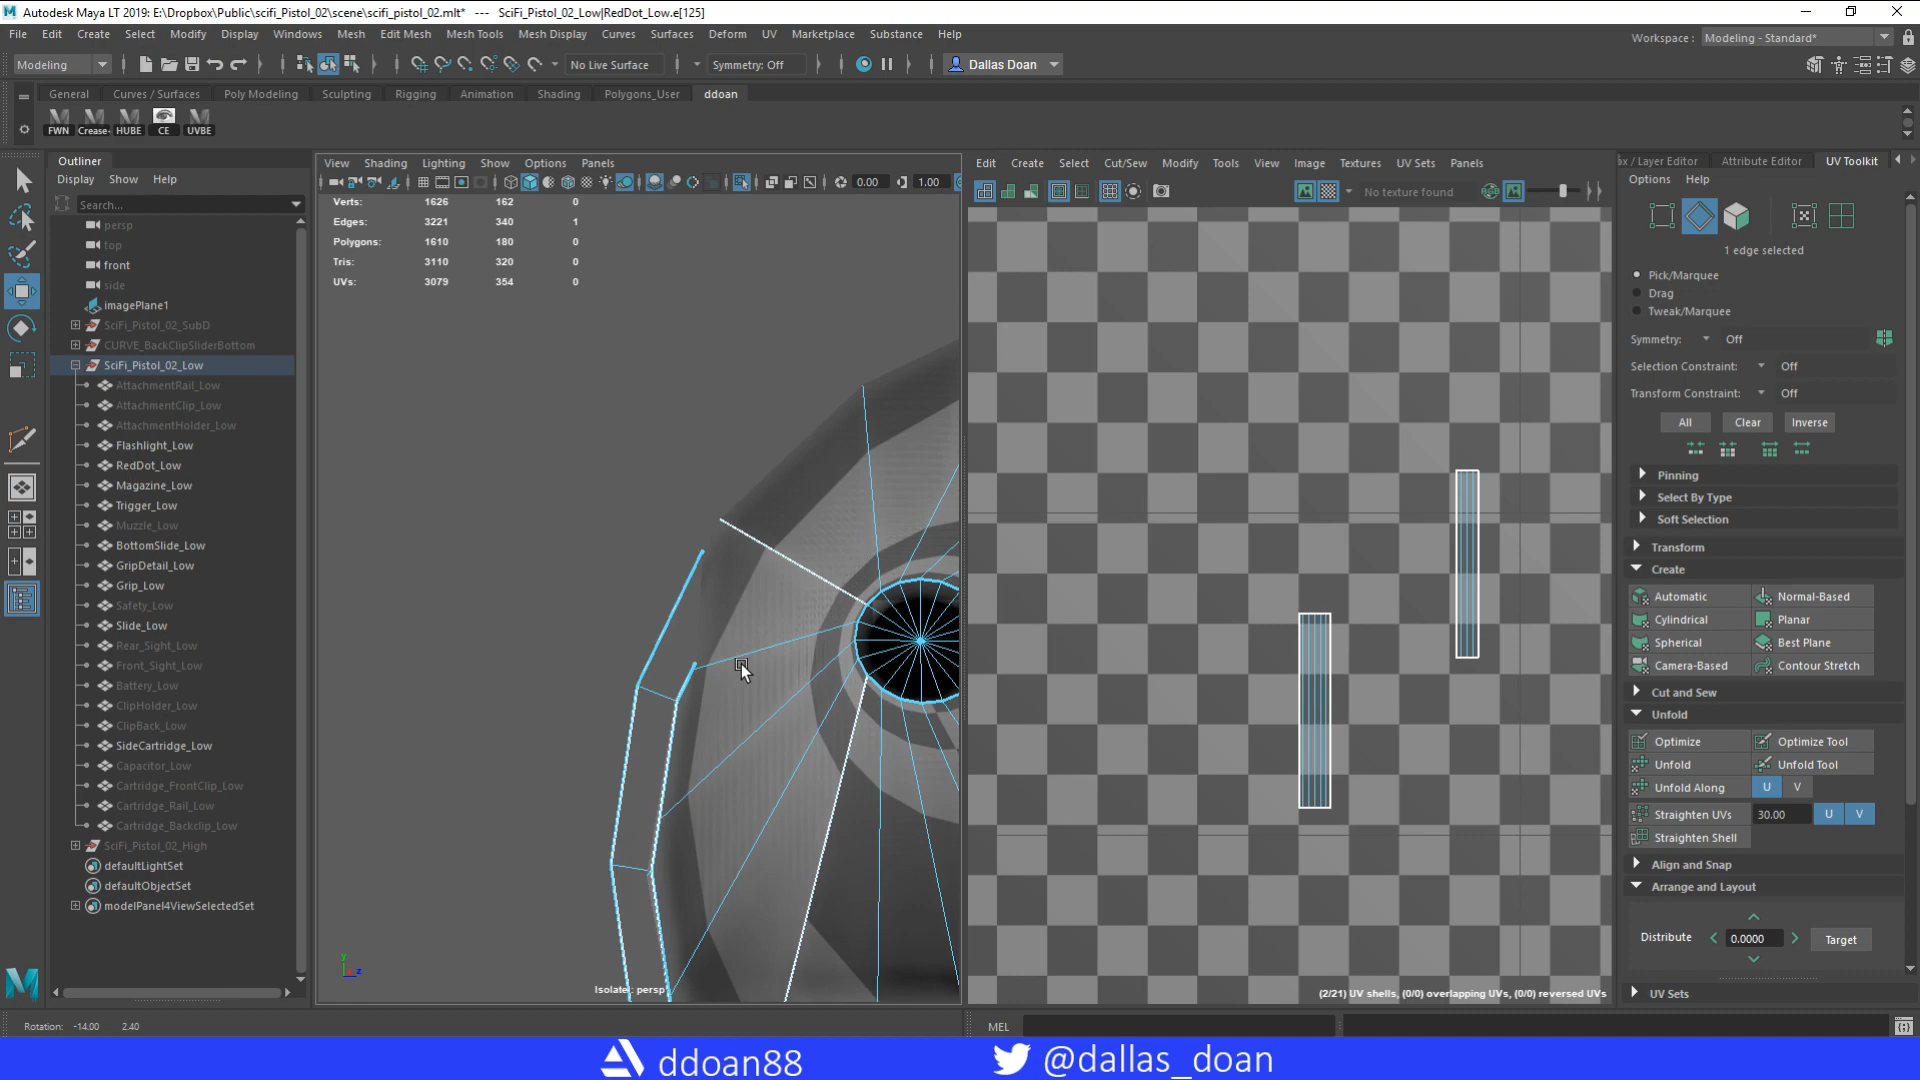 Autodesk Maya LT 2019: E:\Dropbox\Public\scifi_Pistol_02\scene\scifi_pistol_02.mlt*   ---   SciFi_Pistol_02_Low|RedDot_Low.e[125]
File Edit Create Select Modify Display Windows Mesh Edit Mesh Mesh Tools Mesh Display Curves Surfaces Deform UV Marketplace Substance Help
Workspace : Modeling - Standard*
Modeling No Live Surface Symmetry: Off Dallas Doan
General Curves / Surfaces Poly Modeling Sculpting Rigging Animation Shading Polygons_User ddoan
FWN Crease+ HUBE CE UVBE
Outliner
Display Show Help
Search...
persp
top
front
side
imagePlane1
SciFi_Pistol_02_SubD
CURVE_BackClipSliderBottom
SciFi_Pistol_02_Low
AttachmentRail_Low
AttachmentClip_Low
AttachmentHolder_Low
Flashlight_Low
RedDot_Low
Magazine_Low
Trigger_Low
Muzzle_Low
BottomSlide_Low
GripDetail_Low
Grip_Low
Safety_Low
Slide_Low
Rear_Sight_Low
Front_Sight_Low
Battery_Low
ClipHolder_Low
ClipBack_Low
SideCartridge_Low
Capacitor_Low
Cartridge_FrontClip_Low
Cartridge_Rail_Low
Cartridge_Backclip_Low
SciFi_Pistol_02_High
defaultLightSet
defaultObjectSet
modelPanel4ViewSelectedSet
View Shading Lighting Show Options Panels
0.00 1.00
Verts: 1626 162 0
Edges: 3221 340 1
Polygons: 1610 180 0
Tris: 3110 320 0
UVs: 3079 354 0
y
z
Isolate : persp
Edit Create Select Cut/Sew Modify Tools View Image Textures UV Sets Panels
No texture found
(2/21) UV shells, (0/0) overlapping UVs, (0/0) reversed UVs
x / Layer Editor Attribute Editor UV Toolkit
Options Help
1 edge selected
Pick/Marquee
Drag
Tweak/Marquee
Symmetry: Off
Selection Constraint: Off
Transform Constraint: Off
All Clear Inverse
Pinning
Select By Type
Soft Selection
Transform
Create
Automatic Normal-Based
Cylindrical Planar
Spherical Best Plane
Camera-Based Contour Stretch
Cut and Sew
Unfold
Optimize Optimize Tool
Unfold Unfold Tool
Unfold Along U V
Straighten UVs 30.00 U V
Straighten Shell
Align and Snap
Arrange and Layout
Distribute 0.0000 Target
UV Sets
Rotation: -14.00 2.40
MEL
ddoan88 @dallas_doan